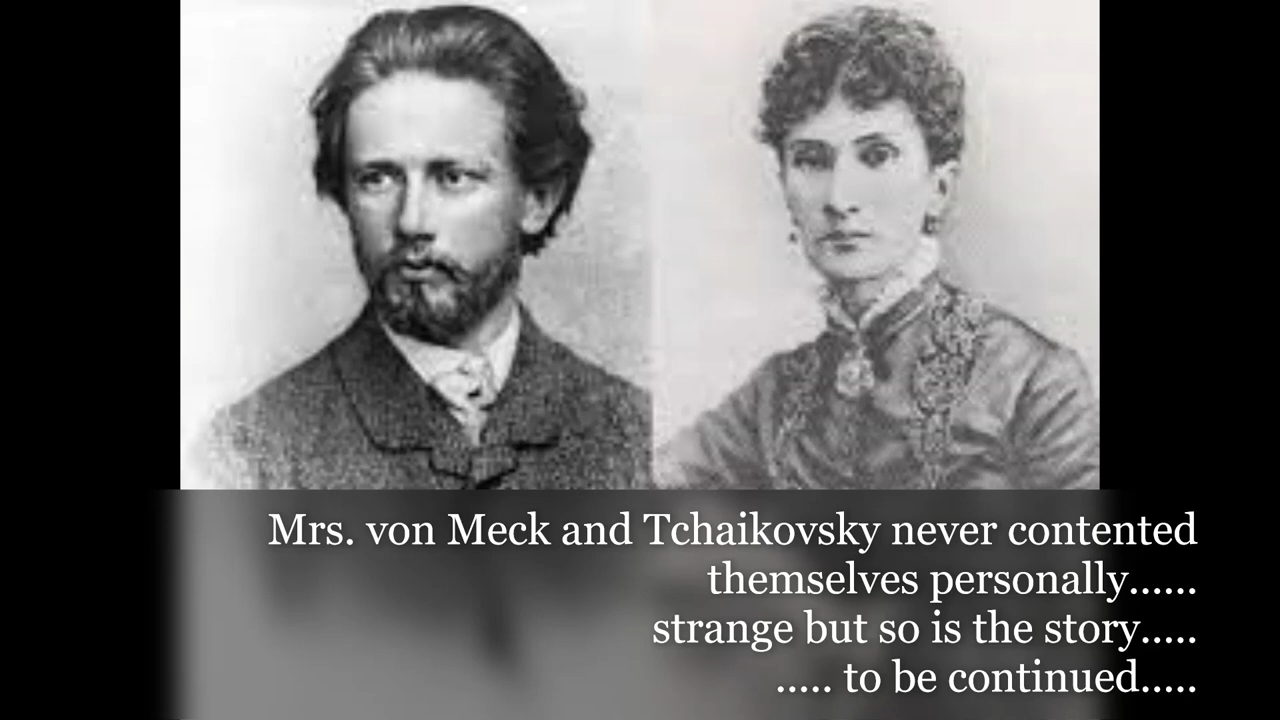 Mrs. von Meck and Tchaikovsky never contented
themselves personally......
strange but so is the story.....
..... to be continued.....